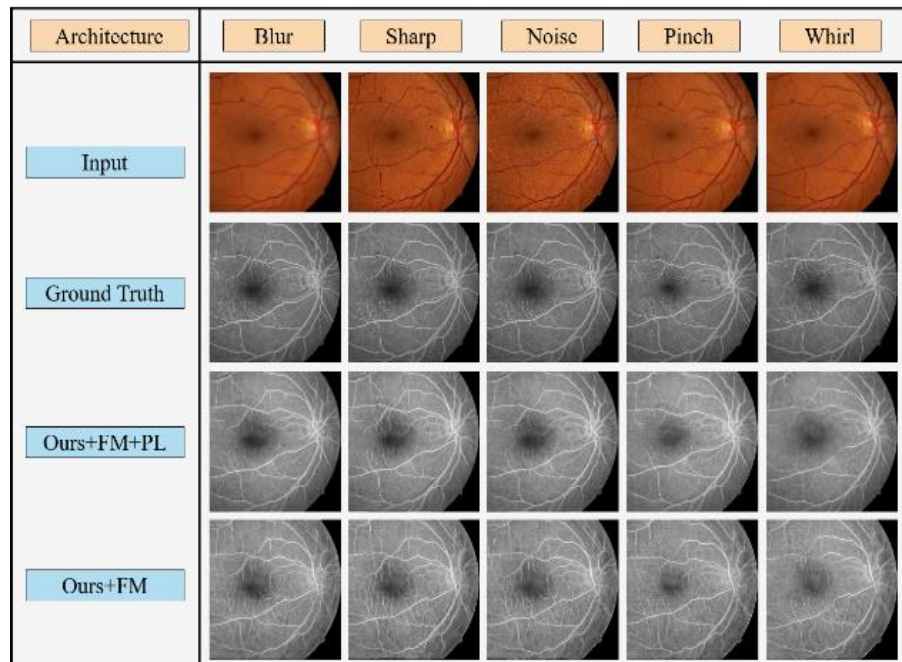 Architecture Blur Sharp Noise Pinch Whirl
Input
Ground Truth
Ours+FM+PL
Ours+FM